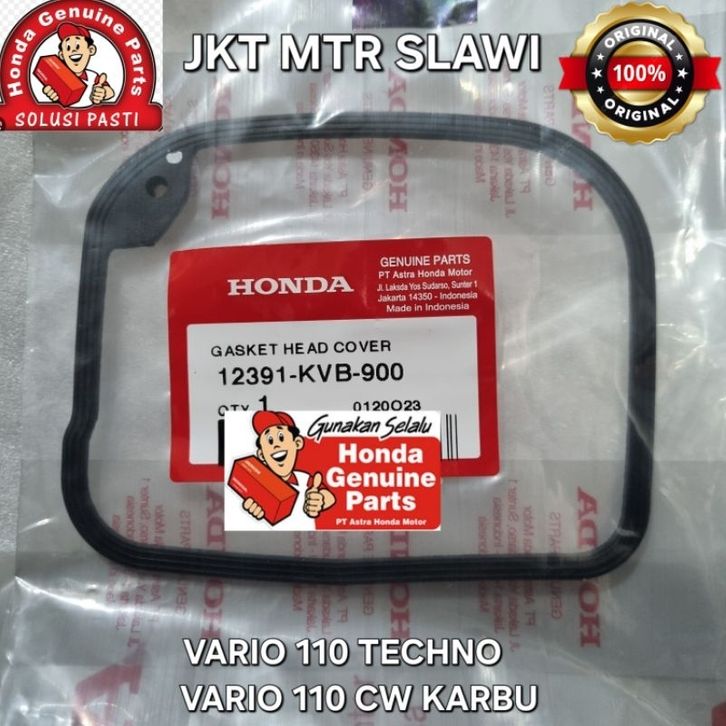 Honda Genuine Parts
SOLUSI PASTI
JKT MTR SLAWI
ORIGINAL
100%
ORIGINAL
HONDA
GENUINE PARTS
PT Astra Honda Motor
Jl. Laksda Yos Sudarso, Sunter 1
Jakarta 14350 - Indonesia
Made in Indonesia
GASKET HEAD COVER
12391-KVB-900
QTY 1
0120O23
Gunakan Selalu
Honda
Genuine
Parts
PT Astra Honda Motor
VARIO 110 TECHNO
VARIO 110 CW KARBU